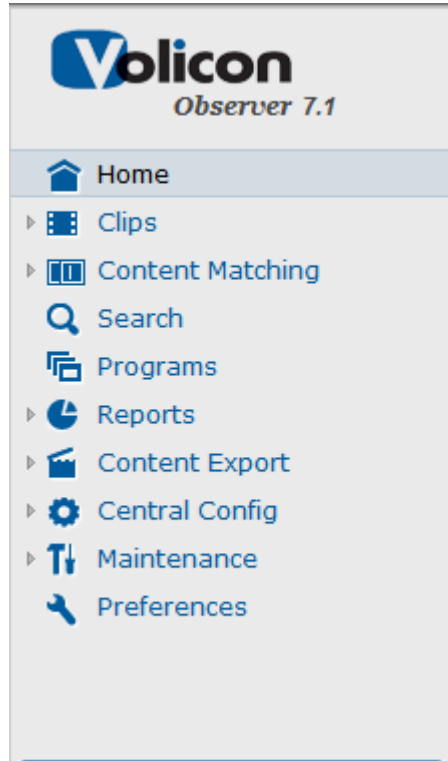 Volicon
Observer 7.1
Home
Clips
Content Matching
Search
Programs
Reports
Content Export
Central Config
Maintenance
Preferences